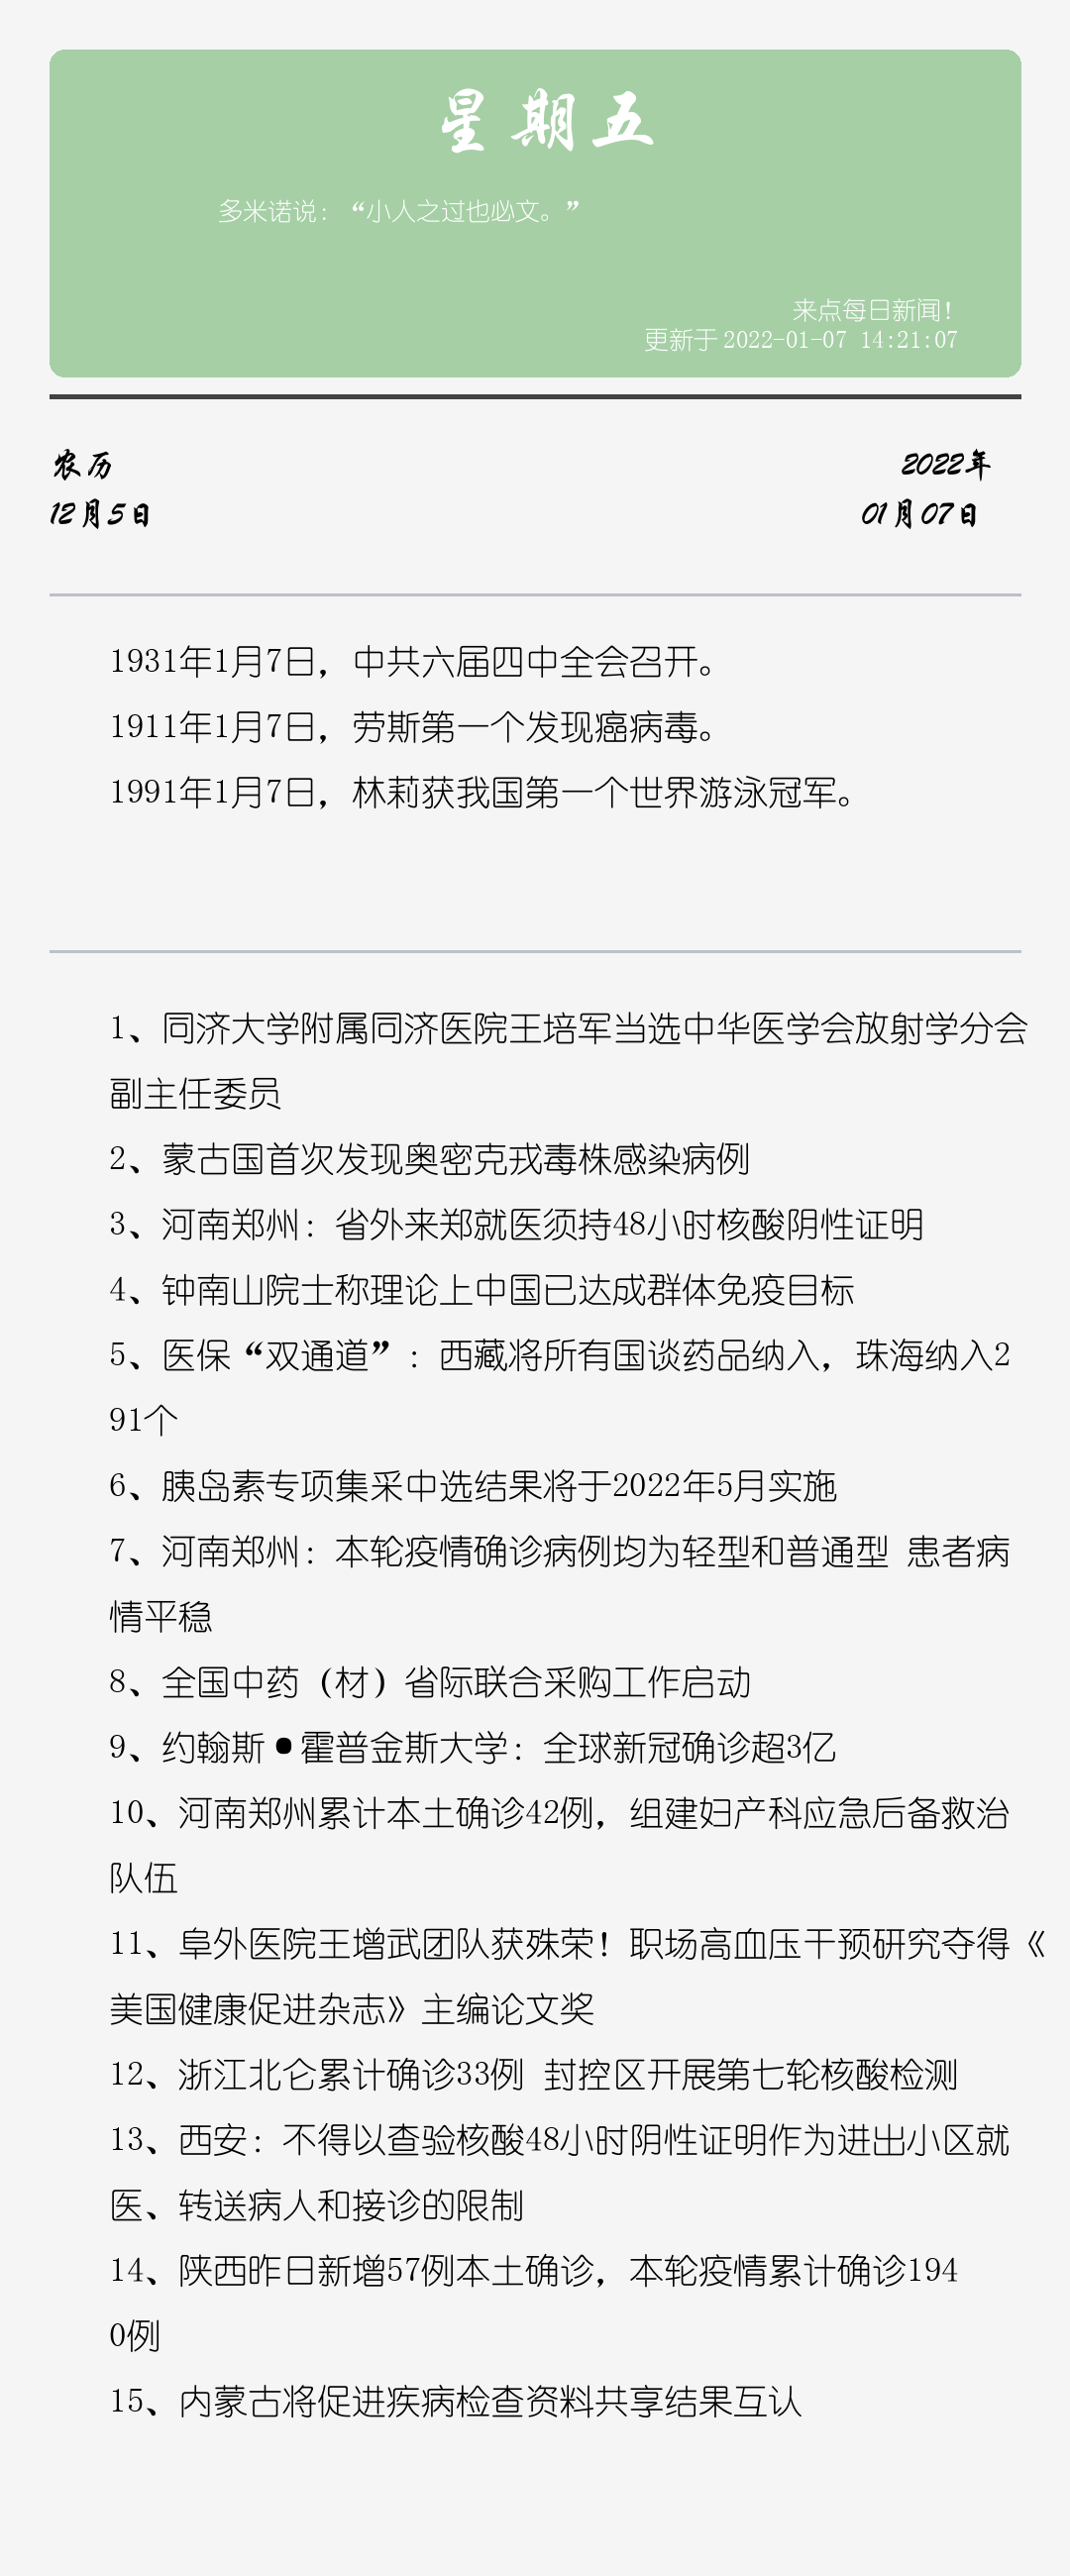 星期五
多米诺说：“小人之过也必文。”
来点每日新闻！
更新于2022-01-07 14:21:07
农历
12月5日
2022年
01月07日
1931年1月7日，中共六届四中全会召开。
1911年1月7日，劳斯第一个发现癌病毒。
1991年1月7日，林莉获我国第一个世界游泳冠军。
1、同济大学附属同济医院王培军当选中华医学会放射学分会
副主任委员
2、蒙古国首次发现奥密克戎毒株感染病例
3、河南郑州：省外来郑就医须持48小时核酸阴性证明
4、钟南山院士称理论上中国已达成群体免疫目标
5、医保“双通道”：西藏将所有国谈药品纳入，珠海纳入2
91个
6、胰岛素专项集采中选结果将于2022年5月实施
7、河南郑州：本轮疫情确诊病例均为轻型和普通型 患者病
情平稳
8、全国中药（材）省际联合采购工作启动
9、约翰斯•霍普金斯大学：全球新冠确诊超3亿
10、河南郑州累计本土确诊42例，组建妇产科应急后备救治
队伍
11、阜外医院王增武团队获殊荣！职场高血压干预研究夺得《
美国健康促进杂志》主编论文奖
12、浙江北仑累计确诊33例 封控区开展第七轮核酸检测
13、西安：不得以查验核酸48小时阴性证明作为进出小区就
医、转送病人和接诊的限制
14、陕西昨日新增57例本土确诊，本轮疫情累计确诊194
0例
15、内蒙古将促进疾病检查资料共享结果互认